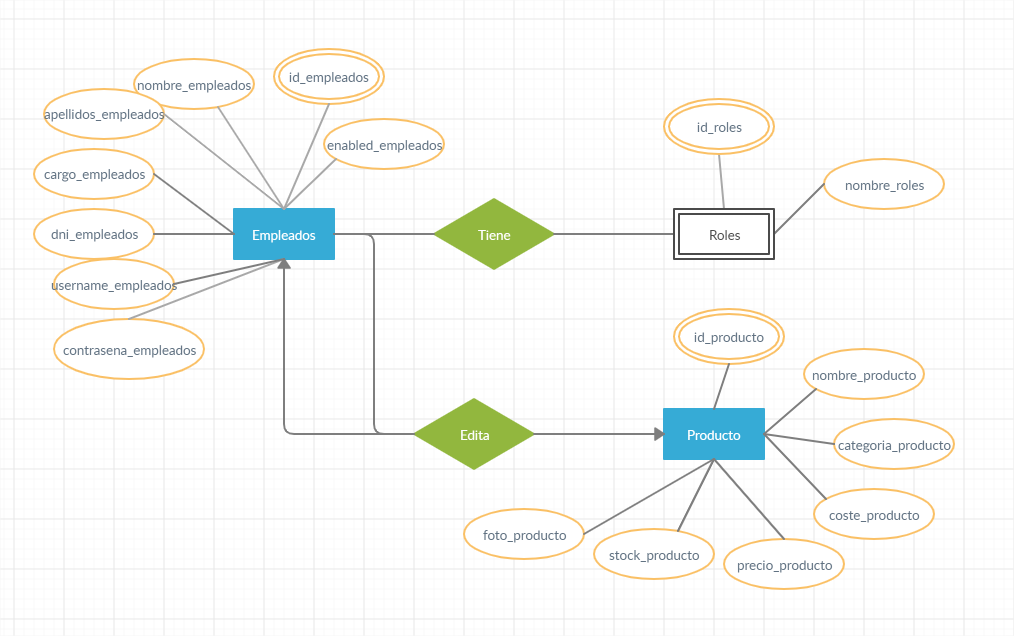 nombre_empleados
id_empleados
apellidos_empleados
enabled_empleados
cargo_empleados
dni_empleados
username_empleados
contrasena_empleados
Empleados
Tiene
id_roles
nombre_roles
Roles
Edita
id_producto
nombre_producto
Producto
categoria_producto
coste_producto
foto_producto
stock_producto
precio_producto